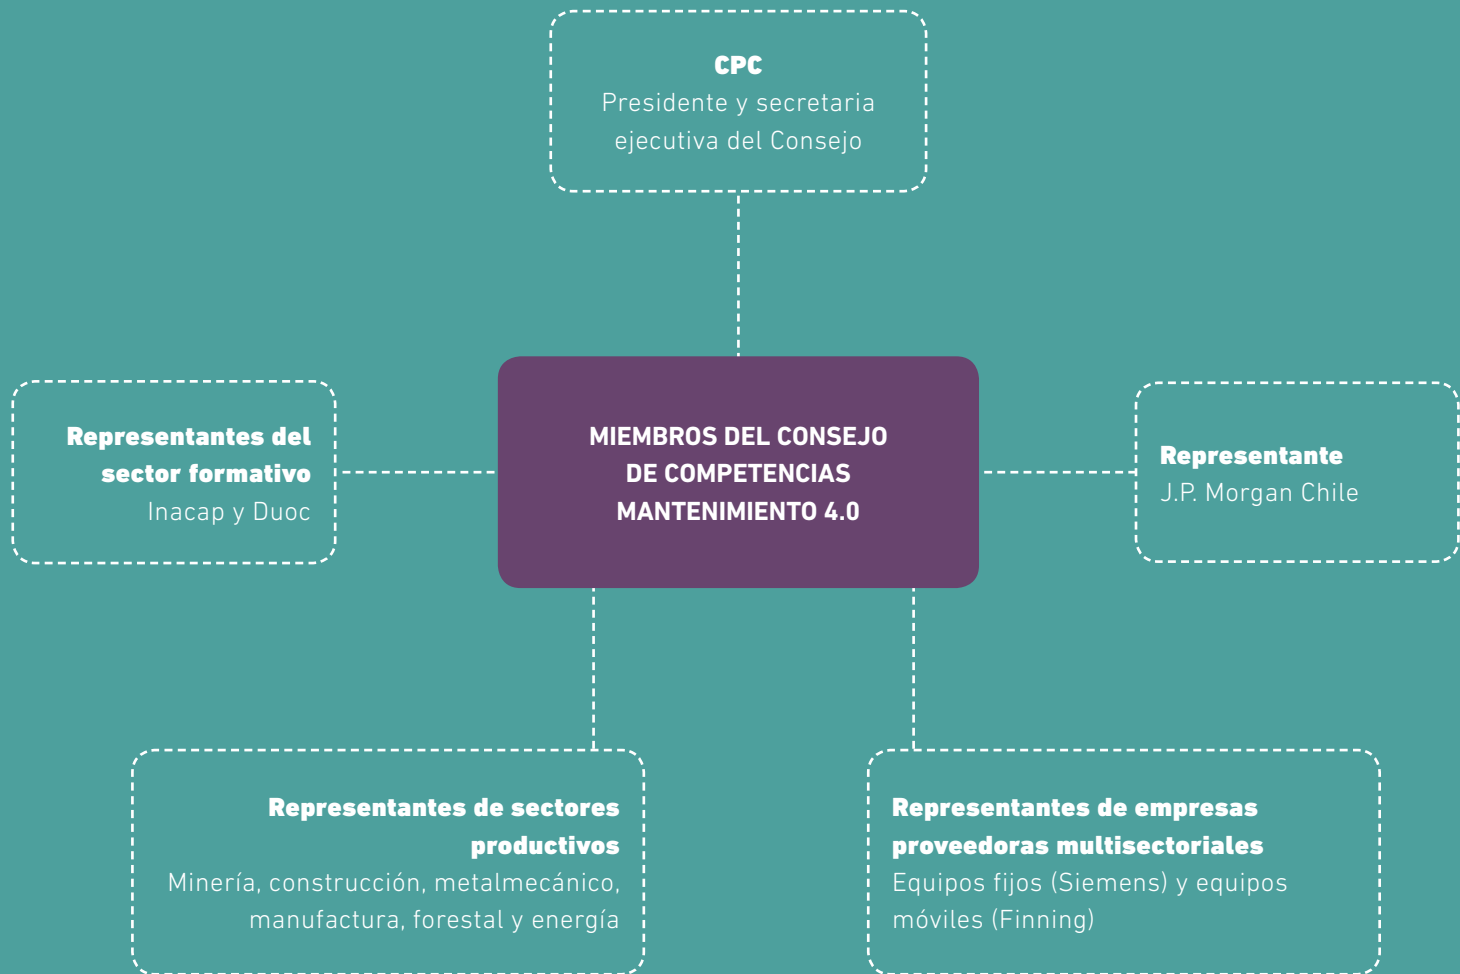 CPC
Presidente y secretaria
ejecutiva del Consejo
Representantes del
sector formativo
Inacap y Duoc
MIEMBROS DEL CONSEJO
DE COMPETENCIAS
MANTENIMIENTO 4.0
Representante
J.P. Morgan Chile
Representantes de sectores
productivos
Minería, construcción, metalmecánico,
manufactura, forestal y energía
Representantes de empresas
proveedoras multisectoriales
Equipos fijos (Siemens) y equipos
móviles (Finning)